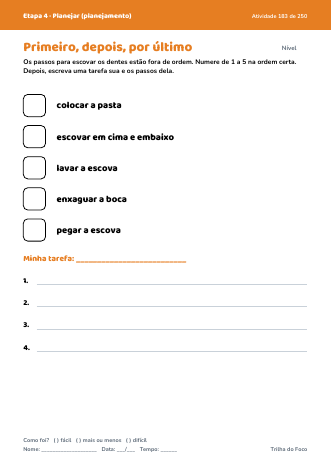 Etapa 4 · Planejar (planejamento)
Atividade 183 de 250
Primeiro, depois, por último
Nível
Os passos para escovar os dentes estão fora de ordem. Numere de 1 a 5 na ordem certa.
Depois, escreva uma tarefa sua e os passos dela.
colocar a pasta
escovar em cima e embaixo
lavar a escova
enxaguar a boca
pegar a escova
Minha tarefa: __________________________
1.
2.
3.
4.
Como foi? ( ) fácil ( ) mais ou menos ( ) difícil
Nome: ____________________ Data: ___/___ Tempo: ______
Trilha do Foco